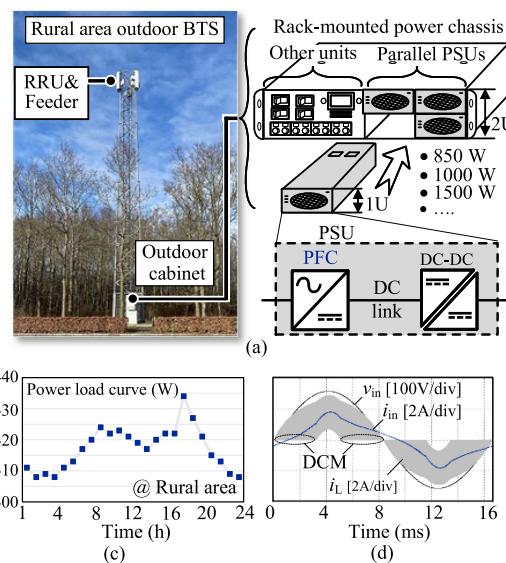 Rural area outdoor BTS
RRU&
Feeder
Outdoor
cabinet
Rack-mounted power chassis
Other units
Parallel PSUs
2U
• 850 W
• 1000 W
• 1500 W
• ....
1U
PSU
PFC
DC-DC
DC
link
(a)
Power load curve (W)
40
30
20
10
00
@ Rural area
1 4 8 12 16 20 24
Time (h)
(c)
vin [100V/div]
iin [2A/div]
DCM
iL [2A/div]
0 4 8 12 16
Time (ms)
(d)